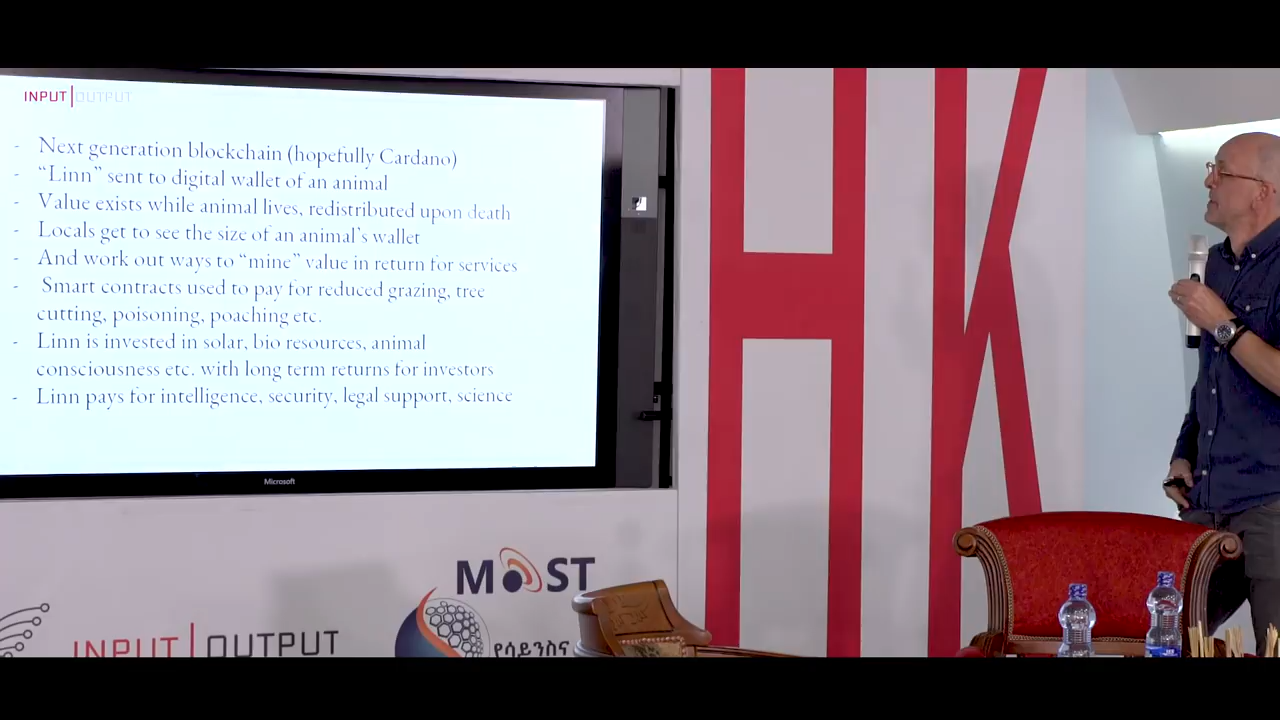 INPUT | OUTPUT
- Next generation blockchain (hopefully Cardano)
- “Linn” sent to digital wallet of an animal
- Value exists while animal lives, redistributed upon death
- Locals get to see the size of an animal’s wallet
- And work out ways to “mine” value in return for services
- Smart contracts used to pay for reduced grazing, tree
cutting, poisoning, poaching etc.
- Linn is invested in solar, bio resources, animal
consciousness etc. with long term returns for investors
- Linn pays for intelligence, security, legal support, science
Microsoft
HK
MOST
INPUT | OUTPUT
የሳይንስና